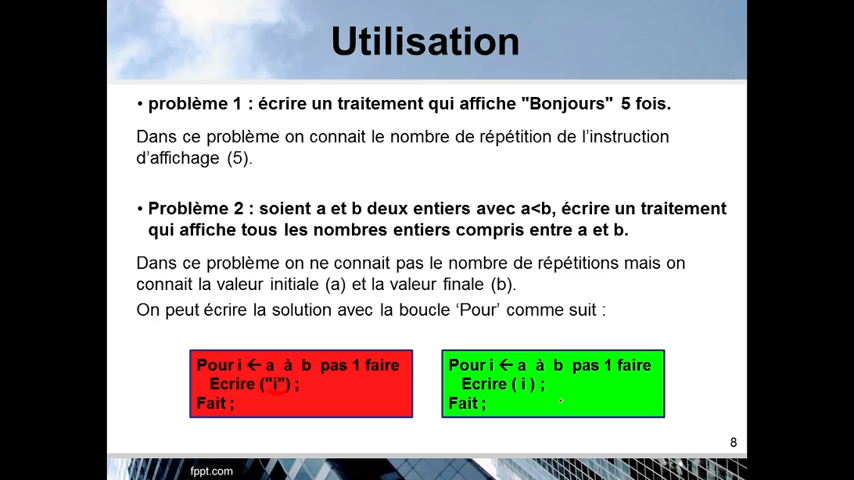 Utilisation
• problème 1 : écrire un traitement qui affiche "Bonjours" 5 fois.
Dans ce problème on connait le nombre de répétition de l'instruction
d'affichage (5).
• Problème 2 : soient a et b deux entiers avec a<b, écrire un traitement
qui affiche tous les nombres entiers compris entre a et b.
Dans ce problème on ne connait pas le nombre de répétitions mais on
connait la valeur initiale (a) et la valeur finale (b).
On peut écrire la solution avec la boucle ‘Pour’ comme suit :
Pour i ← a à b pas 1 faire
Ecrire ("i") ;
Fait ;
Pour i ← a à b pas 1 faire
Ecrire ( i ) ;
Fait ;
8
fppt.com